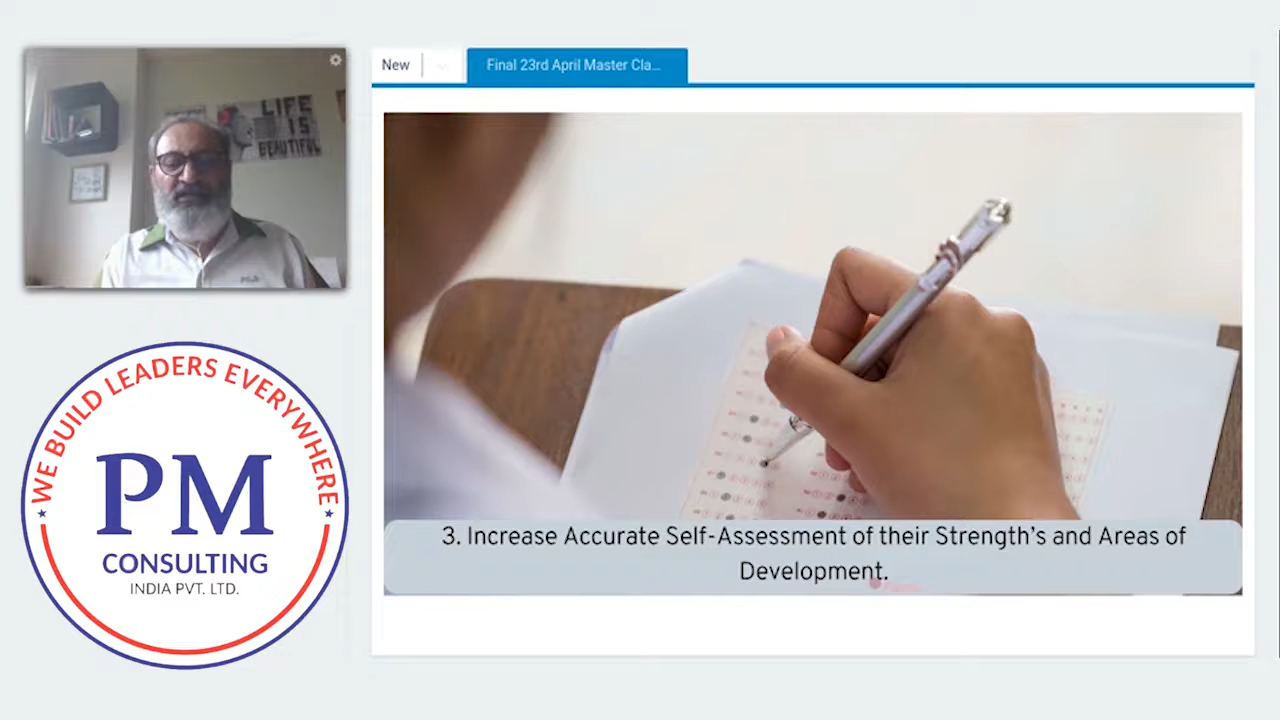 LIFE
IS
BEAUTIFUL
WE BUILD LEADERS EVERYWHERE
PM
CONSULTING
INDIA PVT. LTD.
New
Final 23rd April Master Cla...
3. Increase Accurate Self-Assessment of their Strength's and Areas of
Development.